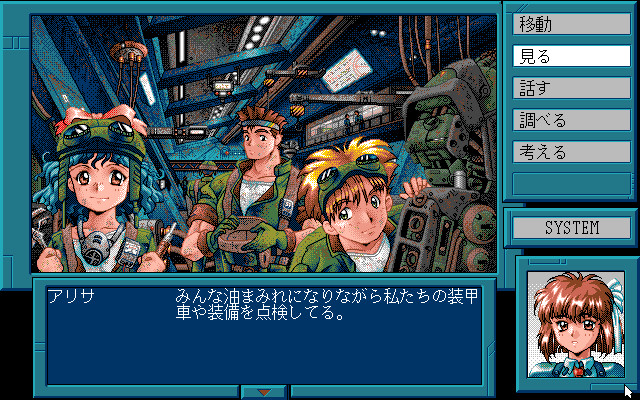 移動
見る
話す
調べる
考える
SYSTEM
アリサ
みんな油まみれになりながら私たちの装甲
車や装備を点検してる。